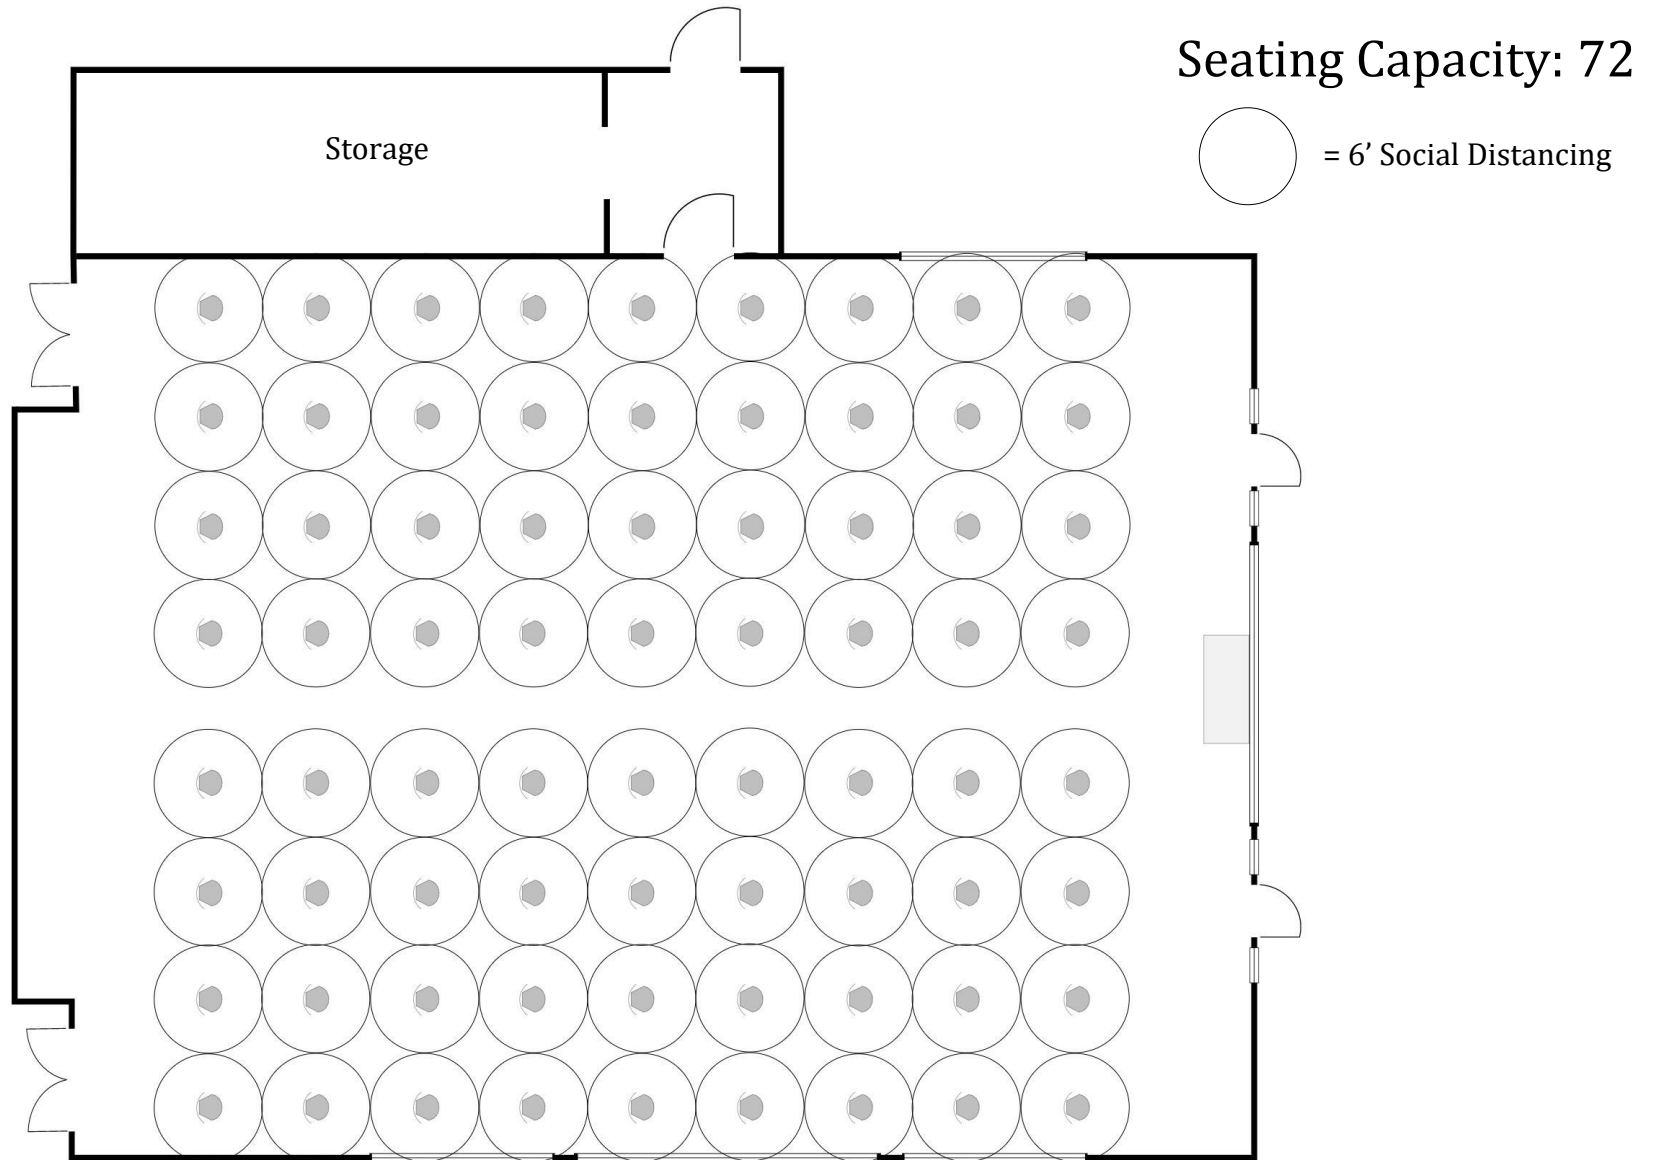 Seating Capacity: 72
= 6’ Social Distancing
Storage